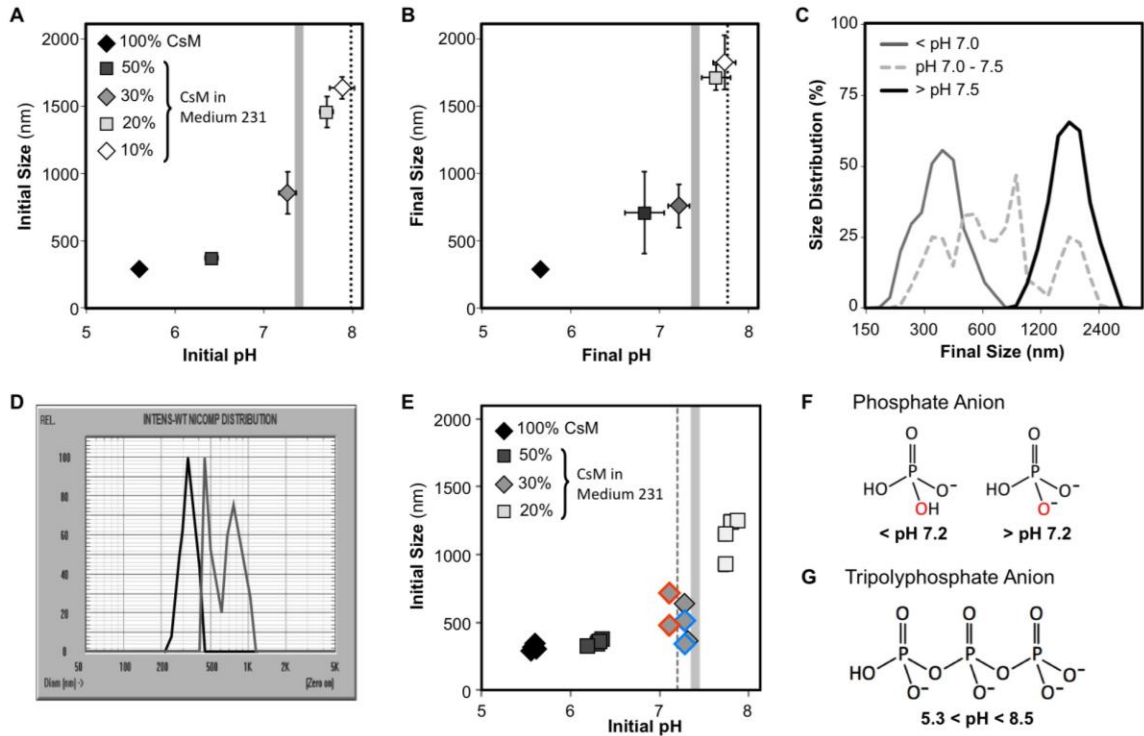 A
2000
1500
1000
500
0
5 6 7 8
Initial Size (nm)
Initial pH
100% CsM
50%
30%
20%
10%
CsM in
Medium 231
B
2000
1500
1000
500
0
5 6 7 8
Final Size (nm)
Final pH
C
100
75
50
25
0
150 300 600 1200 2400
Size Distribution (%)
Final Size (nm)
< pH 7.0
pH 7.0 - 7.5
> pH 7.5
D
REL.
INTENS-WT NICOMP DISTRIBUTION
100
80
60
40
20
0
50 100 200 500 1K 2K 5K
Diam (nm) ->
(Zero on)
E
2000
1500
1000
500
0
5 6 7 8
Initial Size (nm)
Initial pH
100% CsM
50%
30%
20%
CsM in
Medium 231
F Phosphate Anion
O O
P P
HO O⁻ HO O⁻
OH O⁻
< pH 7.2 > pH 7.2
G Tripolyphosphate Anion
O O O
HO P O P O P O⁻
O⁻ O⁻ O⁻
5.3 < pH < 8.5